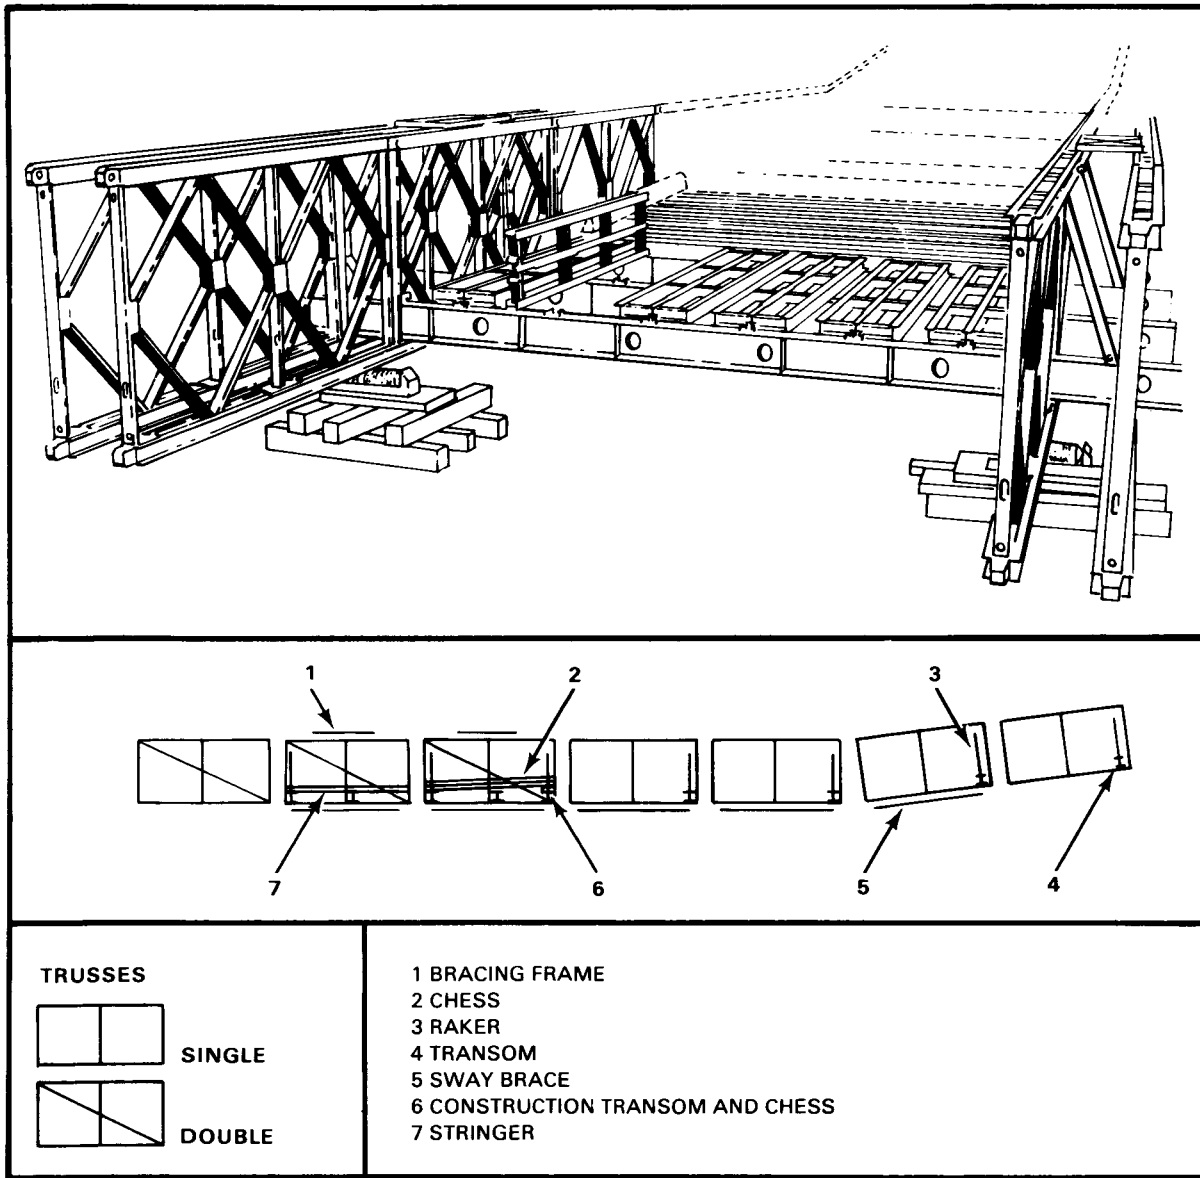 1
2
3
7
6
5
4
TRUSSES
SINGLE
DOUBLE
1 BRACING FRAME
2 CHESS
3 RAKER
4 TRANSOM
5 SWAY BRACE
6 CONSTRUCTION TRANSOM AND CHESS
7 STRINGER